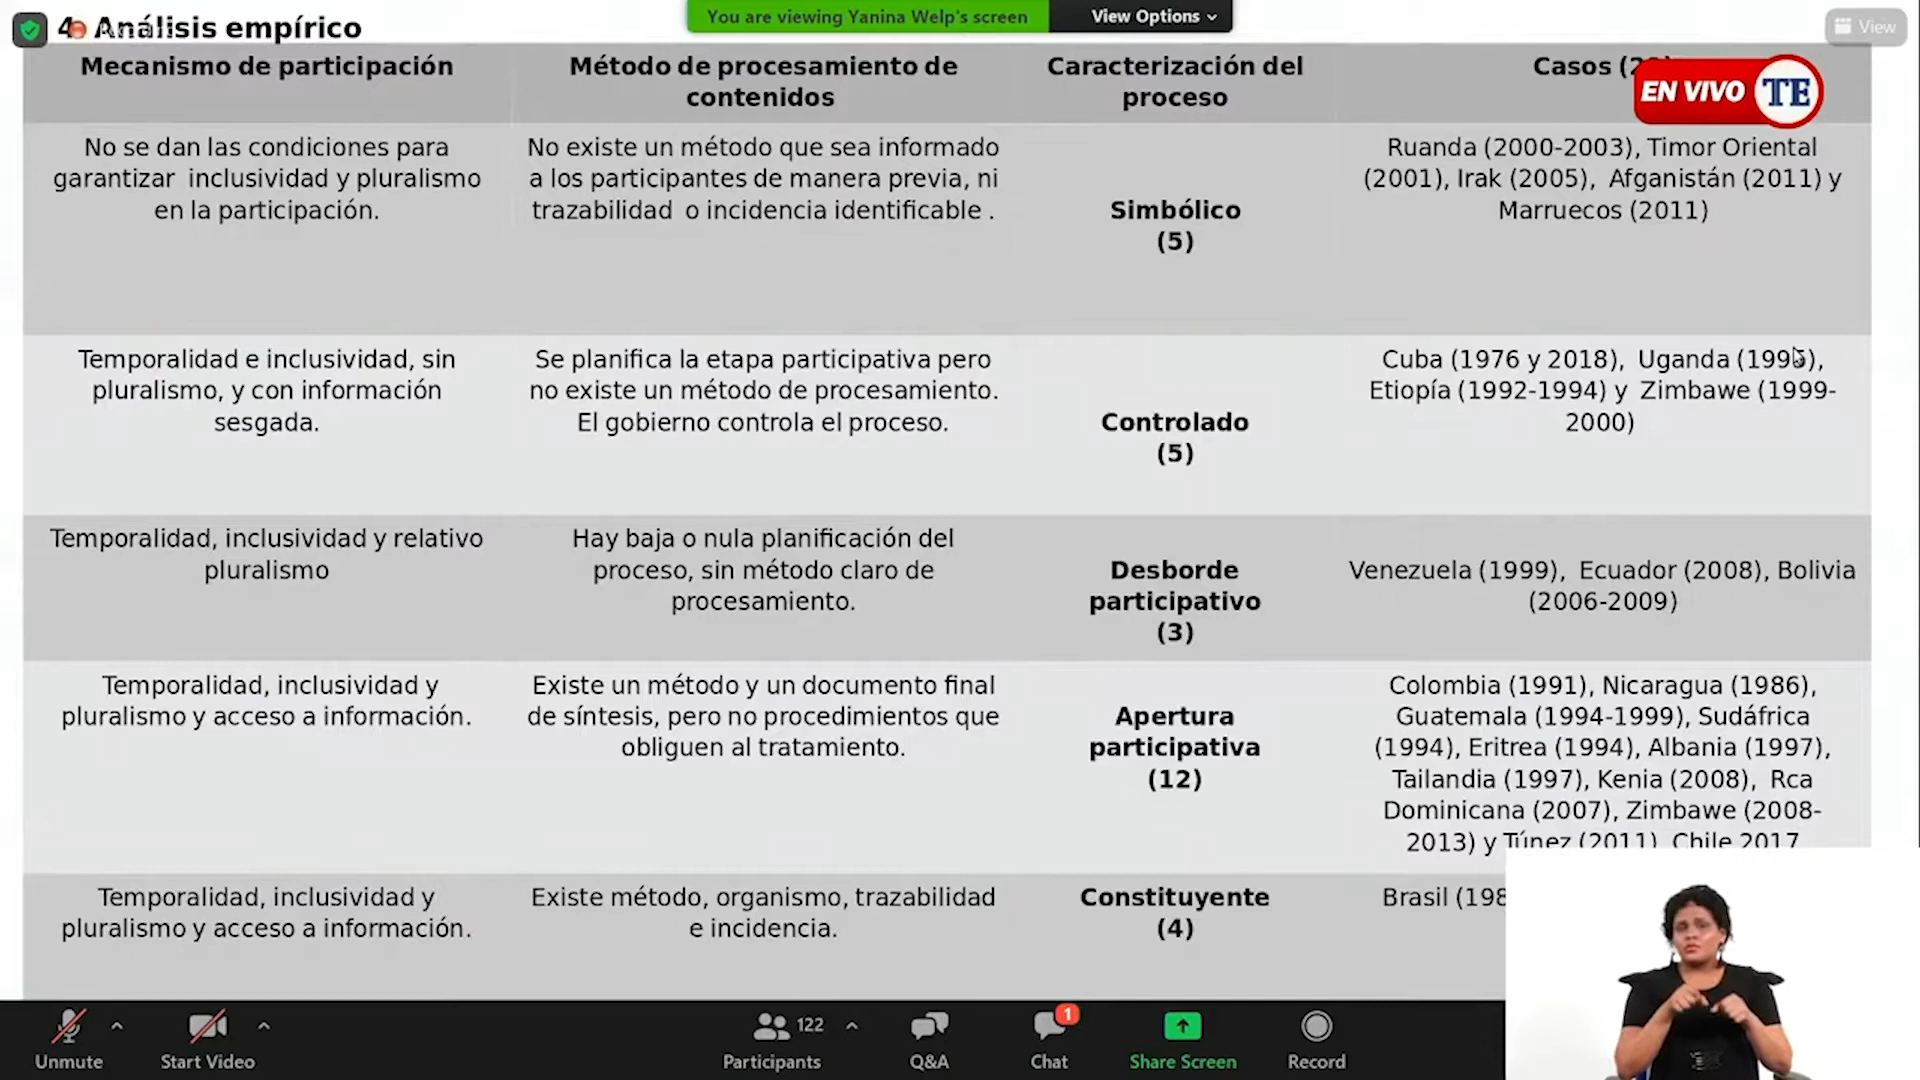 4. Análisis empírico
You are viewing Yanina Welp's screen
View Options
View
Mecanismo de participación
Método de procesamiento de
contenidos
Caracterización del
proceso
Casos
EN VIVO TE
No se dan las condiciones para
garantizar inclusividad y pluralismo
en la participación.
No existe un método que sea informado
a los participantes de manera previa, ni
trazabilidad o incidencia identificable .
Simbólico
(5)
Ruanda (2000-2003), Timor Oriental
(2001), Irak (2005), Afganistán (2011) y
Marruecos (2011)
Temporalidad e inclusividad, sin
pluralismo, y con información
sesgada.
Se planifica la etapa participativa pero
no existe un método de procesamiento.
El gobierno controla el proceso.
Controlado
(5)
Cuba (1976 y 2018), Uganda
Etiopía (1992-1994) y Zimbawe (1999-
2000)
Temporalidad, inclusividad y relativo
pluralismo
Hay baja o nula planificación del
proceso, sin método claro de
procesamiento.
Desborde
participativo
(3)
Venezuela (1999), Ecuador (2008), Bolivia
(2006-2009)
Temporalidad, inclusividad y
pluralismo y acceso a información.
Existe un método y un documento final
de síntesis, pero no procedimientos que
obliguen al tratamiento.
Apertura
participativa
(12)
Colombia (1991), Nicaragua (1986),
Guatemala (1994-1999), Sudáfrica
(1994), Eritrea (1994), Albania (1997),
Tailandia (1997), Kenia (2008), Rca
Dominicana (2007), Zimbawe (2008-
2013) y Túnez (2011), Chile 2017
Temporalidad, inclusividad y
pluralismo y acceso a información.
Existe método, organismo, trazabilidad
e incidencia.
Constituyente
(4)
Brasil
Unmute
Start Video
122
Participants
Q&A
1
Chat
Share Screen
Record